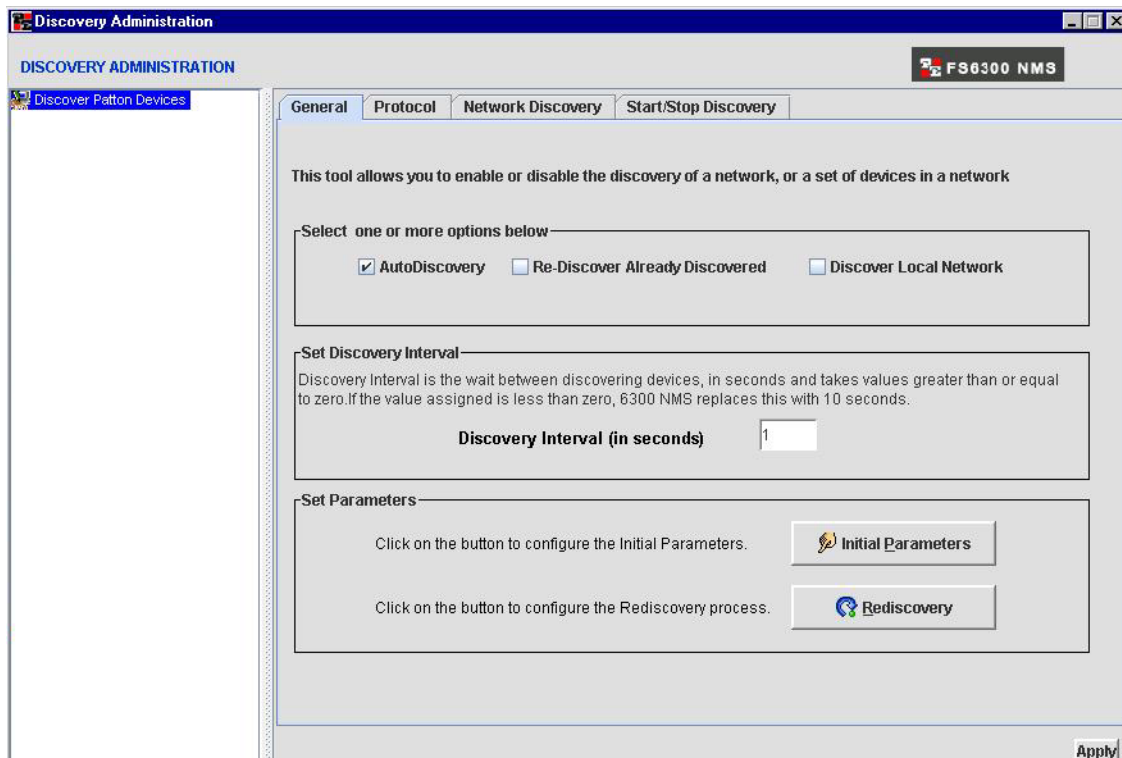 Discovery Administration
DISCOVERY ADMINISTRATION
FS6300 NMS
Discover Patton Devices
General Protocol Network Discovery Start/Stop Discovery
This tool allows you to enable or disable the discovery of a network, or a set of devices in a network
Select one or more options below
AutoDiscovery Re-Discover Already Discovered Discover Local Network
Set Discovery Interval
Discovery Interval is the wait between discovering devices, in seconds and takes values greater than or equal
to zero.If the value assigned is less than zero, 6300 NMS replaces this with 10 seconds.
Discovery Interval (in seconds) 1
Set Parameters
Click on the button to configure the Initial Parameters. Initial Parameters
Click on the button to configure the Rediscovery process. Rediscovery
Apply